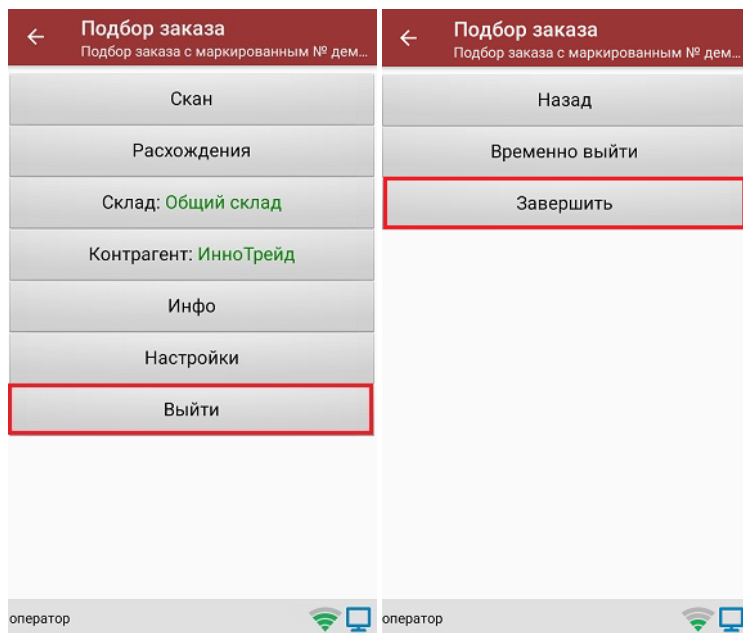 Подбор заказа
Подбор заказа с маркированным № дем...
Скан
Расхождения
Склад: Общий склад
Контрагент: ИнноТрейд
Инфо
Настройки
Выйти
оператор
Подбор заказа
Подбор заказа с маркированным № дем...
Назад
Временно выйти
Завершить
оператор